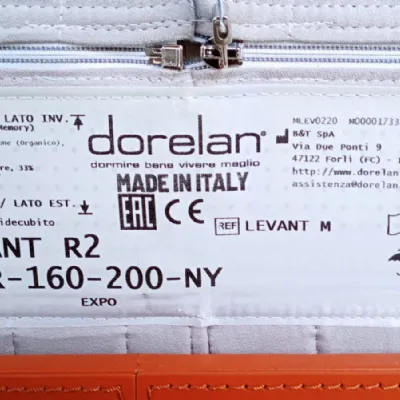 LATO INV.
Memory)
ne (Organico),
re, 33%
/ LATO EST.
idecubito
dorelan®
dormire bene vivere meglio
MADE IN ITALY
EAC CE
REF LEVANT M
MLEV0220 M00001733
B&T SpA
Via Due Ponti 9
47122 Forlì (FC) -
http://www.dorelan
assistenza@dorelan
ANT R2
R-160-200-NY
EXPO